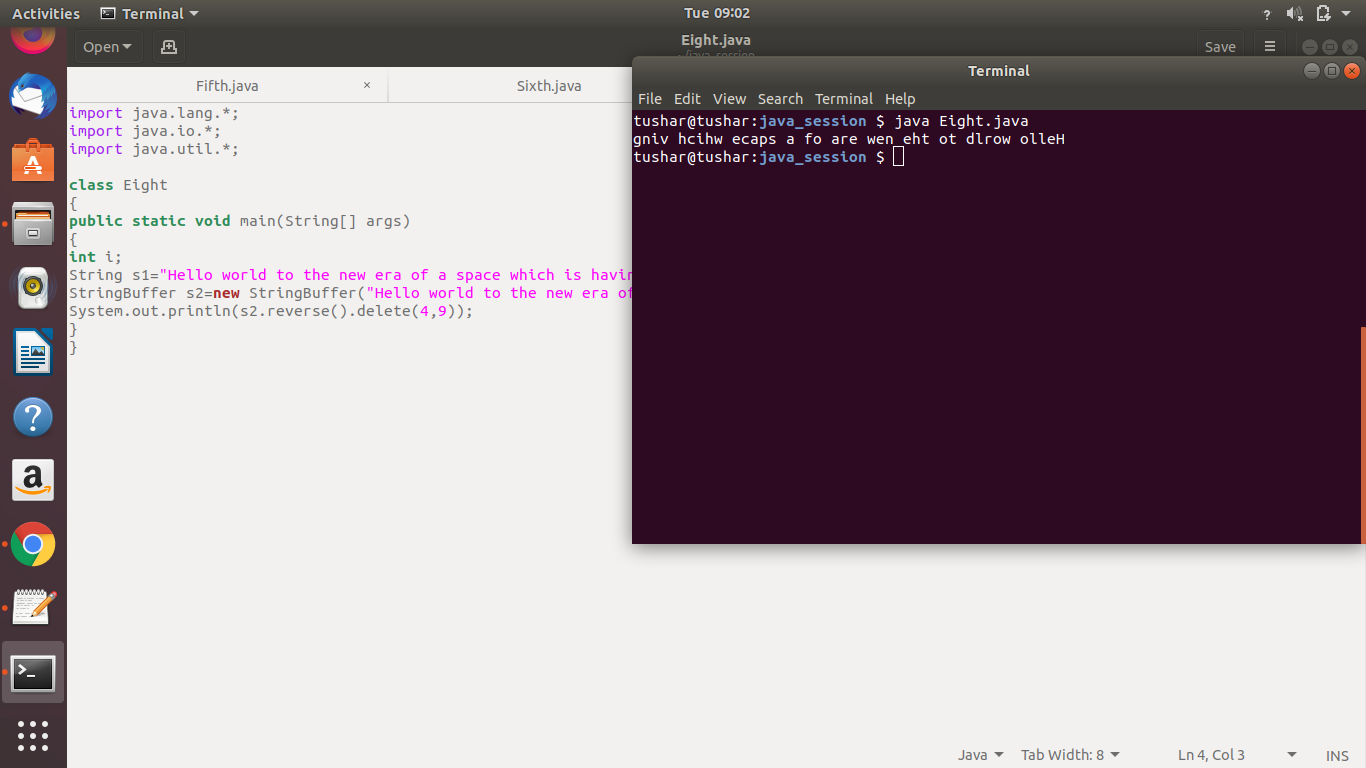 Activities Terminal Tue 09:02
Open Eight.java Save
~/java_session
Fifth.java × Sixth.java
import java.lang.*;
import java.io.*;
import java.util.*;
class Eight
{
public static void main(String[] args)
{
int i;
String s1="Hello world to the new era of a space which is havin
StringBuffer s2=new StringBuffer("Hello world to the new era of
System.out.println(s2.reverse().delete(4,9));
}
}
Terminal
File Edit View Search Terminal Help
tushar@tushar:java_session $ java Eight.java
gniv hcihw ecaps a fo are wen eht ot dlrow olleH
tushar@tushar:java_session $
Java Tab Width: 8 Ln 4, Col 3 INS